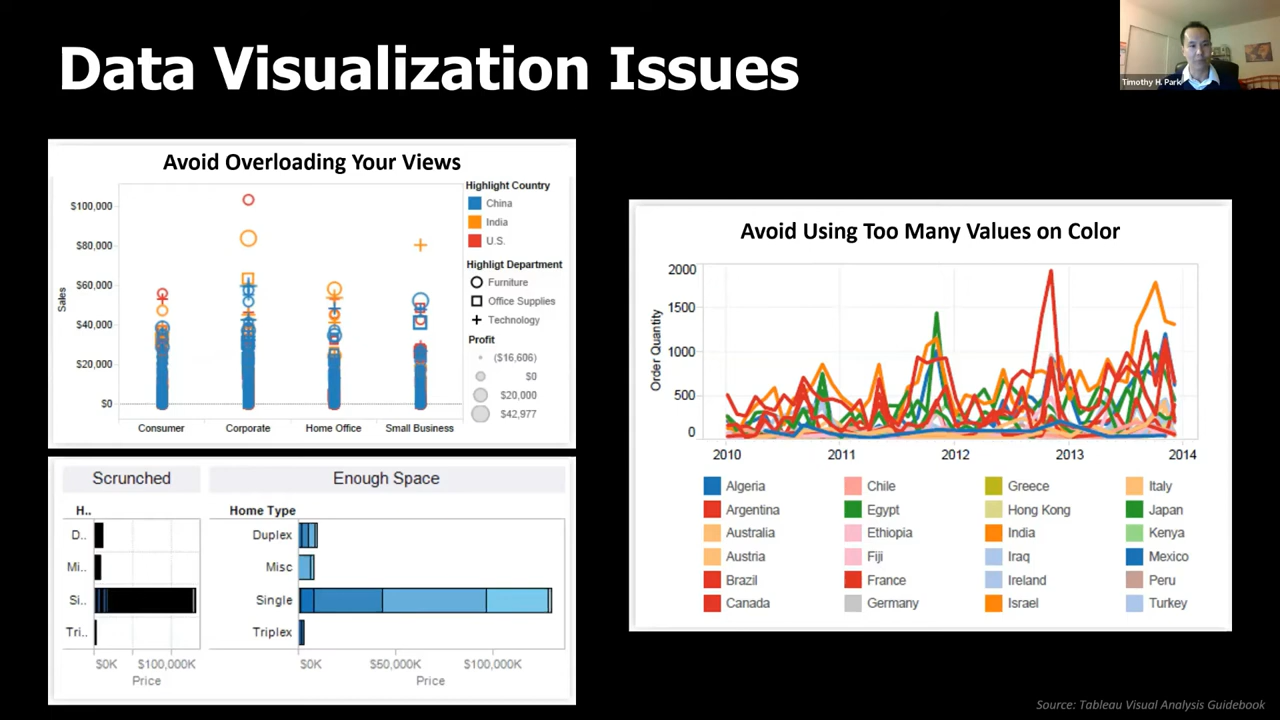 Data Visualization Issues
Timothy H. Park
Avoid Overloading Your Views
Highlight Country
China
India
U.S.
Highligt Department
Furniture
Office Supplies
Technology
Profit
($16,606)
$0
$20,000
$42,977
Sales
$100,000
$80,000
$60,000
$40,000
$20,000
$0
Consumer Corporate Home Office Small Business
Scrunched
H..
D..
Mi..
Si..
Tri..
$0K $100,000K
Price
Enough Space
Home Type
Duplex
Misc
Single
Triplex
$0K $50,000K $100,000K
Price
Avoid Using Too Many Values on Color
Order Quantity
2000
1500
1000
500
0
2010 2011 2012 2013 2014
Algeria Chile Greece Italy
Argentina Egypt Hong Kong Japan
Australia Ethiopia India Kenya
Austria Fiji Iraq Mexico
Brazil France Ireland Peru
Canada Germany Israel Turkey
Source: Tableau Visual Analysis Guidebook